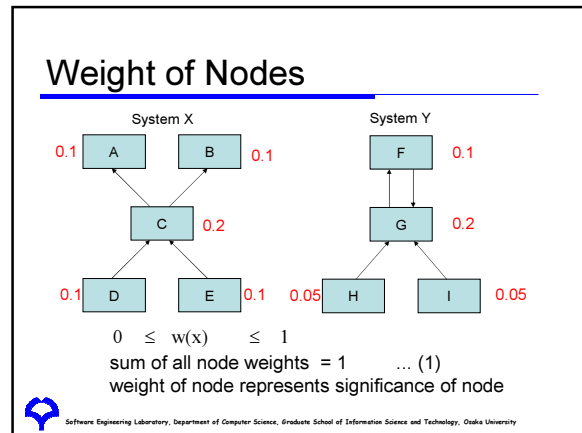 Weight of Nodes
System X
System Y
0.1 A B 0.1
F 0.1
C 0.2
G 0.2
0.1 D E 0.1
0.05 H I 0.05
0 ≤ w(x) ≤ 1
sum of all node weights = 1 ... (1)
weight of node represents significance of node
Software Engineering Laboratory, Department of Computer Science, Graduate School of Information Science and Technology, Osaka University